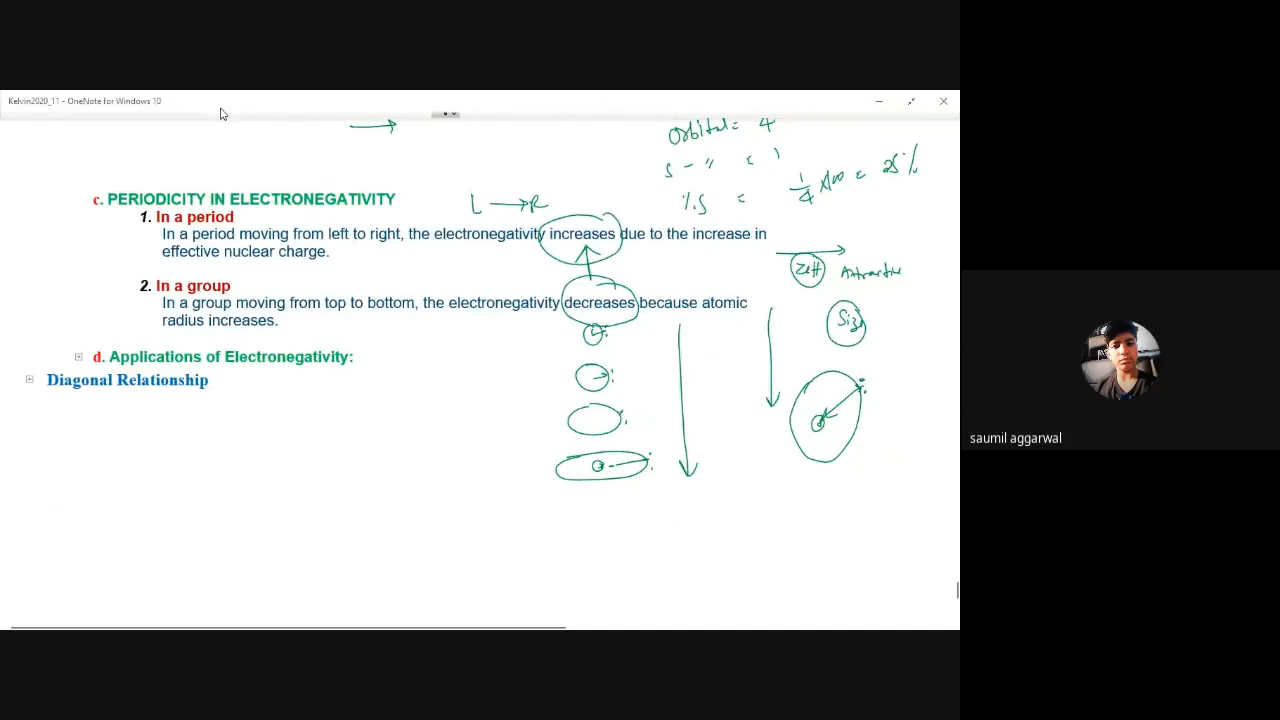 Kelvin2020_11 - OneNote for Windows 10
Orbital = 4
S - " = 1
%S = 1/4 x100 = 25%
c. PERIODICITY IN ELECTRONEGATIVITY
L → R
1. In a period
In a period moving from left to right, the electronegativity increases due to the increase in
effective nuclear charge.
Zeff
2. In a group
In a group moving from top to bottom, the electronegativity decreases because atomic
radius increases.
Size
d. Applications of Electronegativity:
Diagonal Relationship
saumil aggarwal